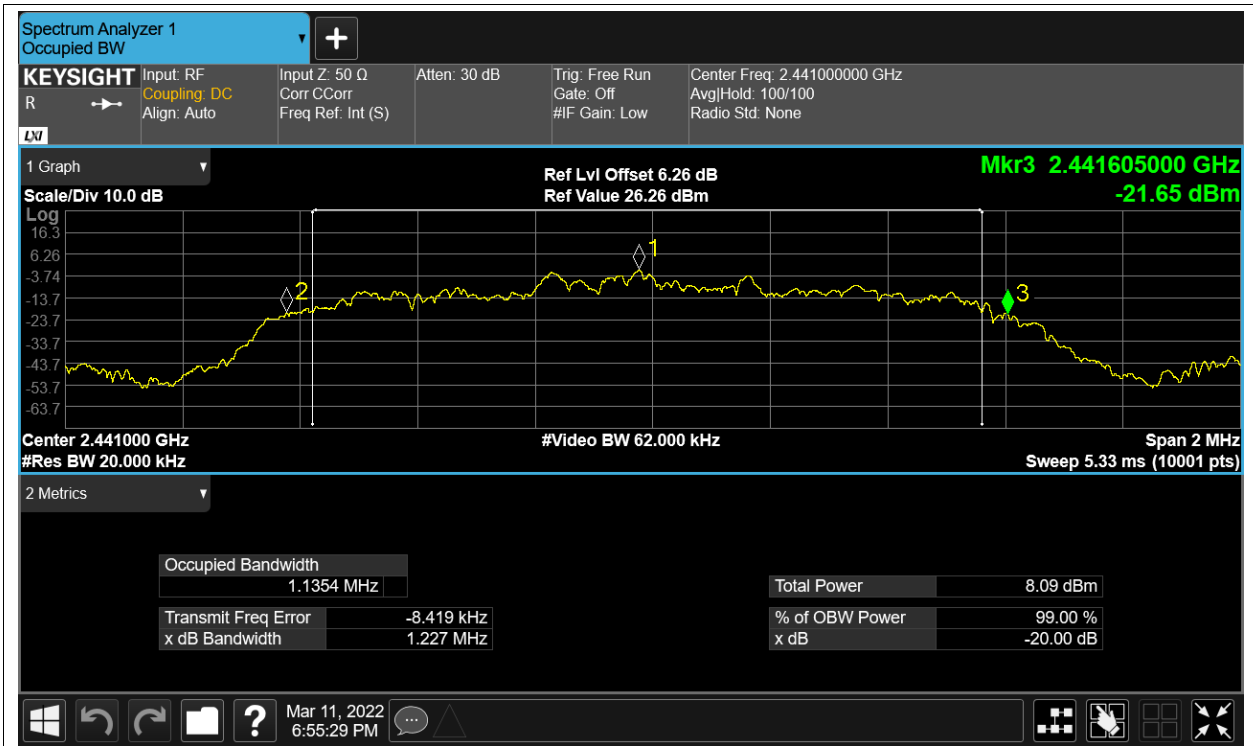 Spectrum Analyzer 1
Occupied BW
KEYSIGHT
R
LXI
Input: RF
Coupling: DC
Align: Auto
Input Z: 50 Ω
Corr CCorr
Freq Ref: Int (S)
Atten: 30 dB
Trig: Free Run
Gate: Off
#IF Gain: Low
Center Freq: 2.441000000 GHz
Avg|Hold: 100/100
Radio Std: None
1 Graph
Scale/Div 10.0 dB
Ref Lvl Offset 6.26 dB
Ref Value 26.26 dBm
Mkr3 2.441605000 GHz
-21.65 dBm
Log
16.3
6.26
-3.74
-13.7
-23.7
-33.7
-43.7
-53.7
-63.7
1
2
3
Center 2.441000 GHz
#Video BW 62.000 kHz
Span 2 MHz
#Res BW 20.000 kHz
Sweep 5.33 ms (10001 pts)
2 Metrics
Occupied Bandwidth
1.1354 MHz
Total Power 8.09 dBm
Transmit Freq Error -8.419 kHz
% of OBW Power 99.00 %
x dB Bandwidth 1.227 MHz
x dB -20.00 dB
Mar 11, 2022
6:55:29 PM